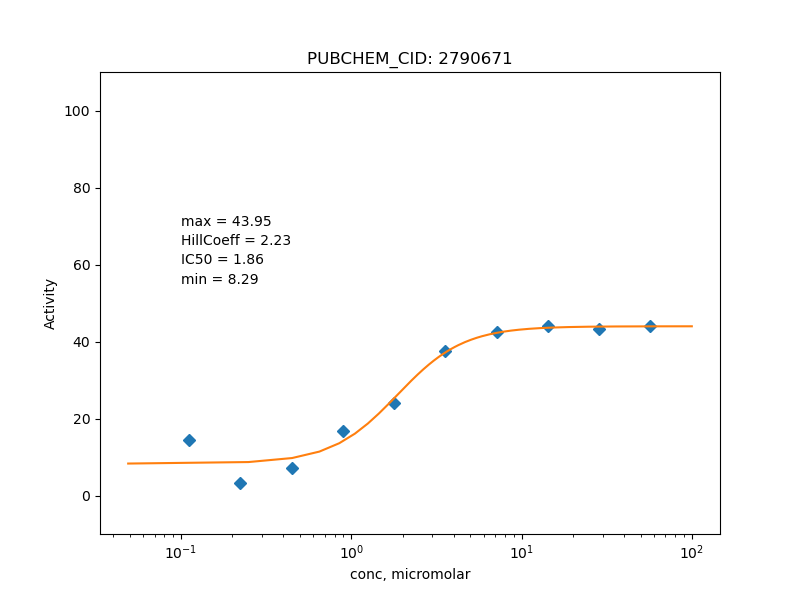 PUBCHEM_CID: 2790671
100
80
60
40
20
0
Activity
max = 43.95
HillCoeff = 2.23
IC50 = 1.86
min = 8.29
10⁻¹
10⁰
10¹
10²
conc, micromolar